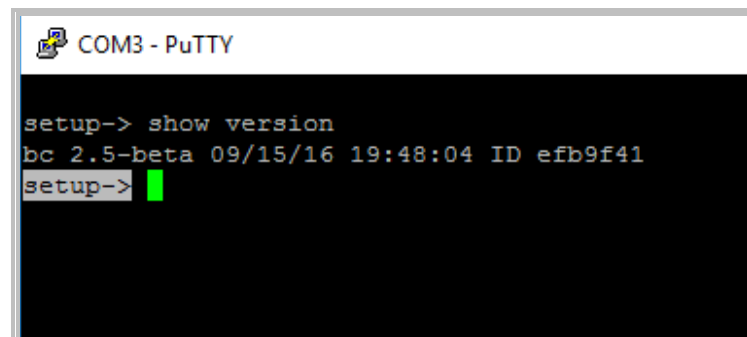 COM3 - PuTTY
setup-> show version
bc 2.5-beta 09/15/16 19:48:04 ID efb9f41
setup->